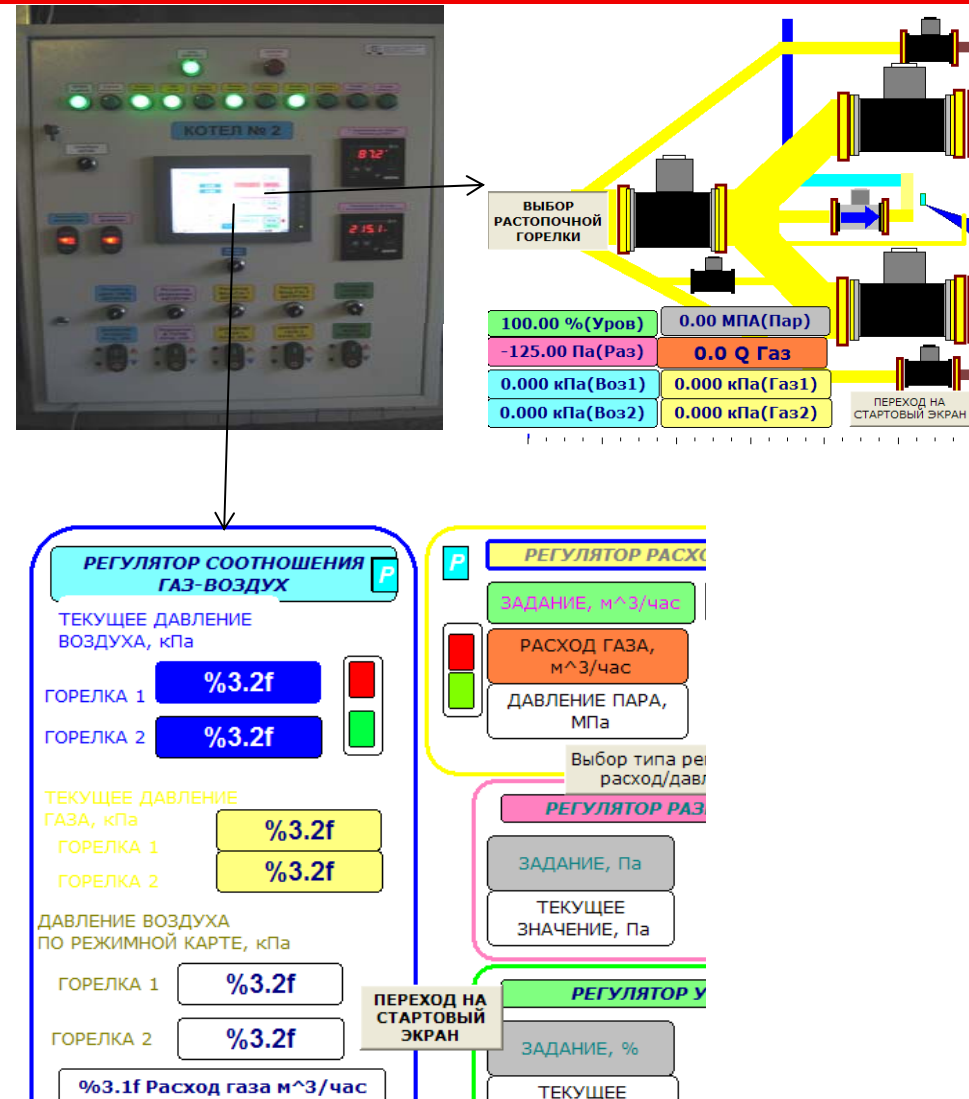 КОТЕЛ № 2
87.2
215.1
ВЫБОР
РАСТОПОЧНОЙ
ГОРЕЛКИ
100.00 %(Уров)
0.00 МПА(Пар)
-125.00 Па(Раз)
0.0 Q Газ
0.000 кПа(Воз1)
0.000 кПа(Газ1)
0.000 кПа(Воз2)
0.000 кПа(Газ2)
ПЕРЕХОД НА
СТАРТОВЫЙ ЭКРАН
РЕГУЛЯТОР СООТНОШЕНИЯ
ГАЗ-ВОЗДУХ
P
ТЕКУЩЕЕ ДАВЛЕНИЕ
ВОЗДУХА, кПа
ГОРЕЛКА 1
%3.2f
ГОРЕЛКА 2
%3.2f
ТЕКУЩЕЕ ДАВЛЕНИЕ
ГАЗА, кПа
ГОРЕЛКА 1
%3.2f
ГОРЕЛКА 2
%3.2f
ДАВЛЕНИЕ ВОЗДУХА
ПО РЕЖИМНОЙ КАРТЕ, кПа
ГОРЕЛКА 1
%3.2f
ГОРЕЛКА 2
%3.2f
%3.1f Расход газа м^3/час
ПЕРЕХОД НА
СТАРТОВЫЙ
ЭКРАН
P
РЕГУЛЯТОР РАСХО
ЗАДАНИЕ, м^3/час
РАСХОД ГАЗА,
м^3/час
ДАВЛЕНИЕ ПАРА,
МПа
Выбор типа рег
расход/давл
РЕГУЛЯТОР РАЗ
ЗАДАНИЕ, Па
ТЕКУЩЕЕ
ЗНАЧЕНИЕ, Па
РЕГУЛЯТОР У
ЗАДАНИЕ, %
ТЕКУЩЕЕ